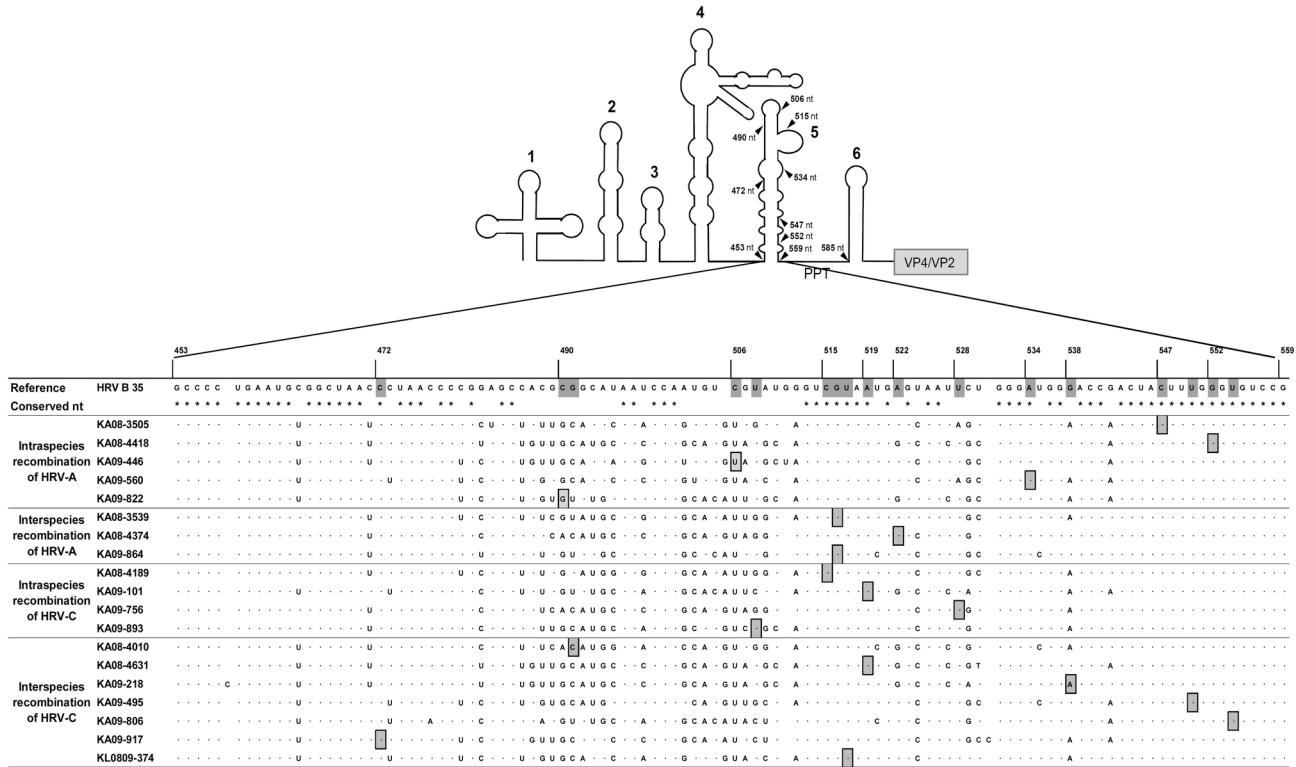 4
506 nt
2
515 nt
490 nt
5
1
3
6
472 nt
534 nt
547 nt
552 nt
453 nt
559 nt
585 nt
PPT
VP4/VP2
453 472 490 506 515 519 522 528 534 538 547 552 559
Reference HRV B 35 G C C C C U G A A U G C G G C U A A C C C U A A C C C C G G A G C C A C G C G G C A U A A U C C A A U G U C G U A U G G G U C G U A A U G A G U A A U U C U G G G A U G G G A C C G A C U A C U U U G G G U G U C C G
Conserved nt
Intraspecies
recombination
of HRV-A
KA08-3505 U U C U U U U G C A C A G G U G A C A G A A
KA08-4418 U U U U G U U G C A U G C C G C A G U A G C A G C C G C A
KA09-446 U U C U G U U G C A A G U G U A G C U A C G C A
KA09-560 U U U C U G G C A C C G U G U A C A C A G C A A
KA09-822 U U C U G U G U U G G C A C A U U G C A G C G C A A
Interspecies
recombination
of HRV-A
KA08-3539 U U C U U C G U A U G C G G C A A U U G G A G C A
KA08-4374 U C C A C A U G C C G C A G U A G G C G
KA09-864 U U U G U G C G C C A U G C C G C C
Intraspecies
recombination
of HRV-C
KA08-4189 U U C U U G A U G C G G C A A U U G G A G C A
KA09-101 U U U C U G U U G C A G C A C A U U C A G C C A A A
KA09-756 U C U C A C A U G C C G C A G U A G G C G A
KA09-893 U C U U G C A U G C A G C G U C G C A C G A
Interspecies
recombination
of HRV-C
KA08-4010 U U C U U C A C A U G G A C C A G U G G A C G C G C A
KA08-4631 U U U U G U U G C A U G C C G C A G U A G C A G C C G T A
KA09-218 C U U U U G U U G C A U G C C G C A G U A G C A G C C A A
KA09-495 U U U C U G U G C A U G C A G U U G C C G C A
KA09-806 U U A C A G U U G C A G C A C A U A C U C C G A
KA09-917 U U C G U U G C C C G C A A U C U C G C C A A
KL0809-374 U U U C U G U G C A C A G G U A C A C G A